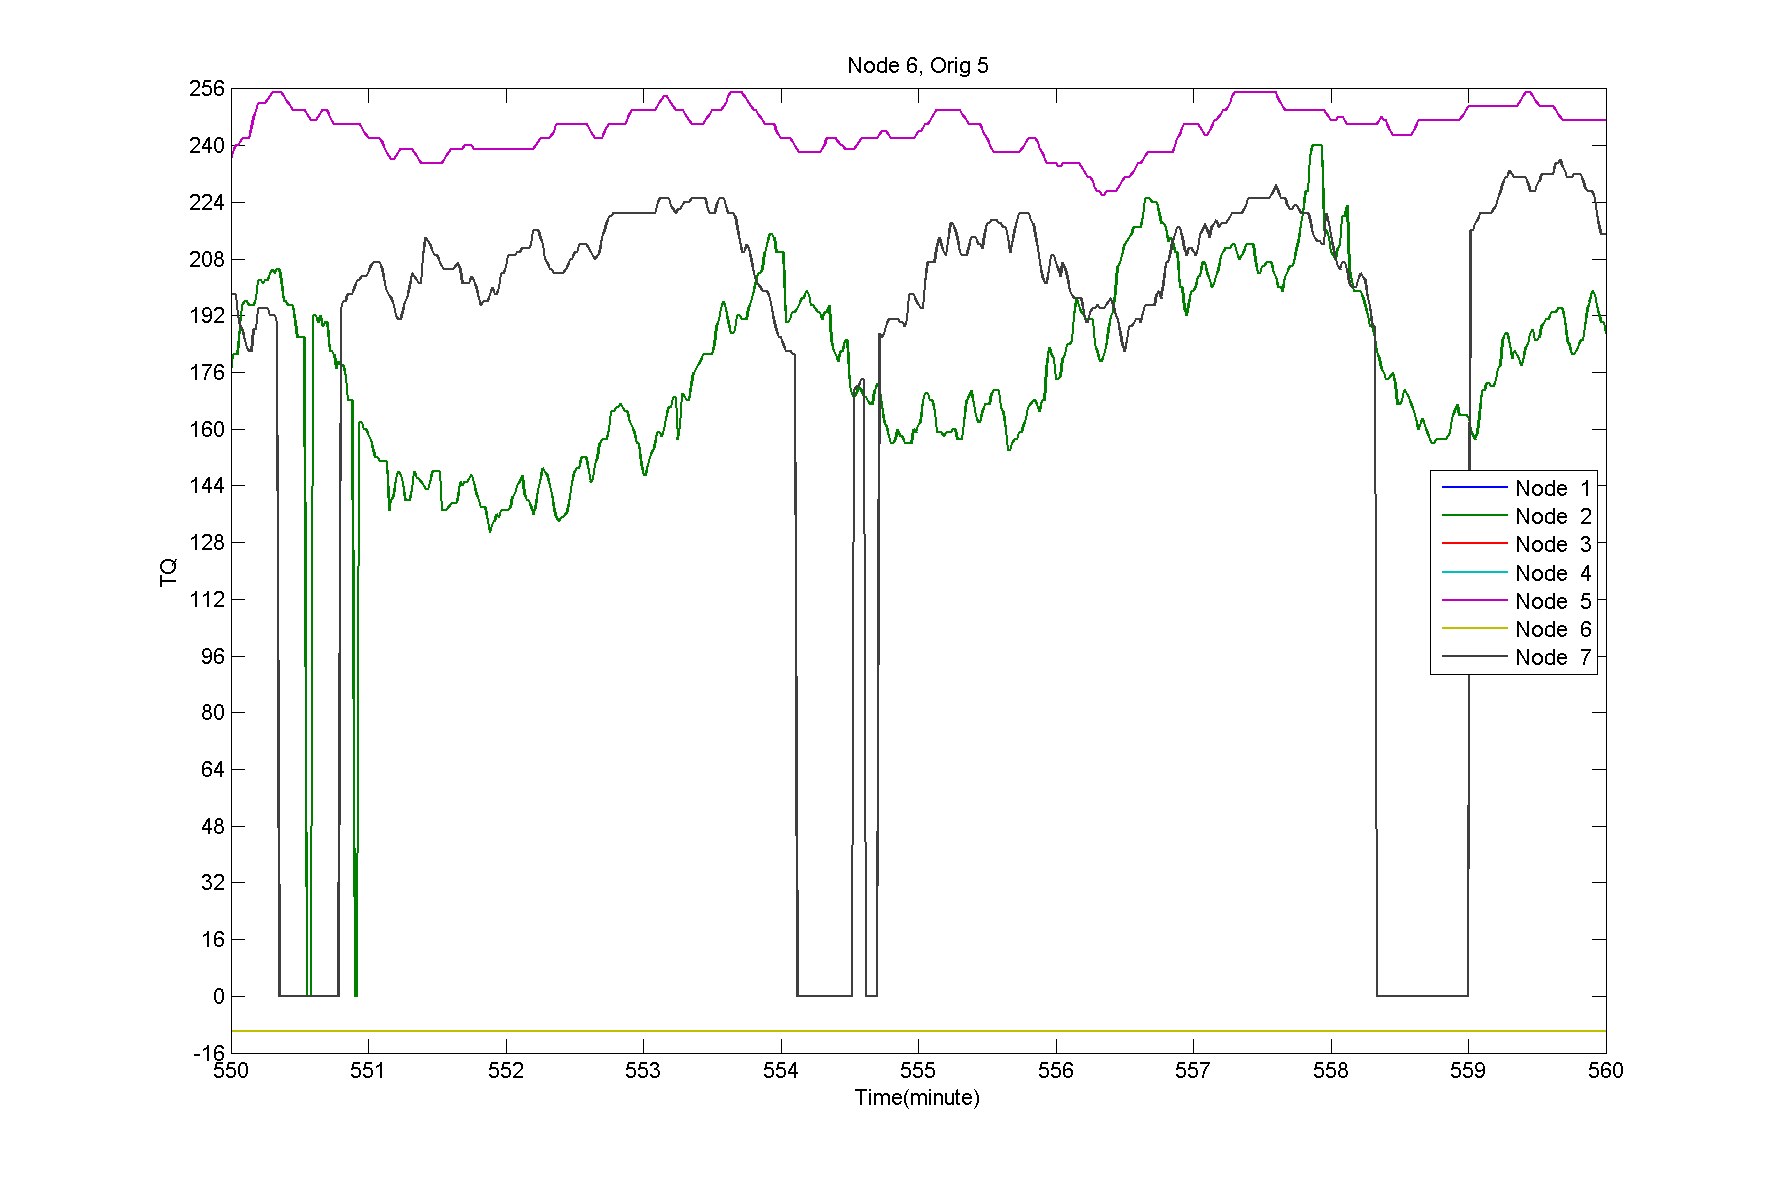 Node 6, Orig 5
256
240
224
208
192
176
160
144
128
112
96
80
64
48
32
16
0
-16
TQ
Node 1
Node 2
Node 3
Node 4
Node 5
Node 6
Node 7
550 551 552 553 554 555 556 557 558 559 560
Time(minute)